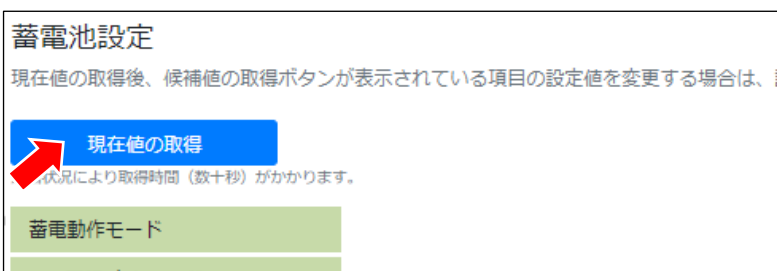 蓄電池設定
現在値の取得後、候補値の取得ボタンが表示されている項目の設定値を変更する場合は、
現在値の取得
状況により取得時間（数十秒）がかかります。
蓄電動作モード